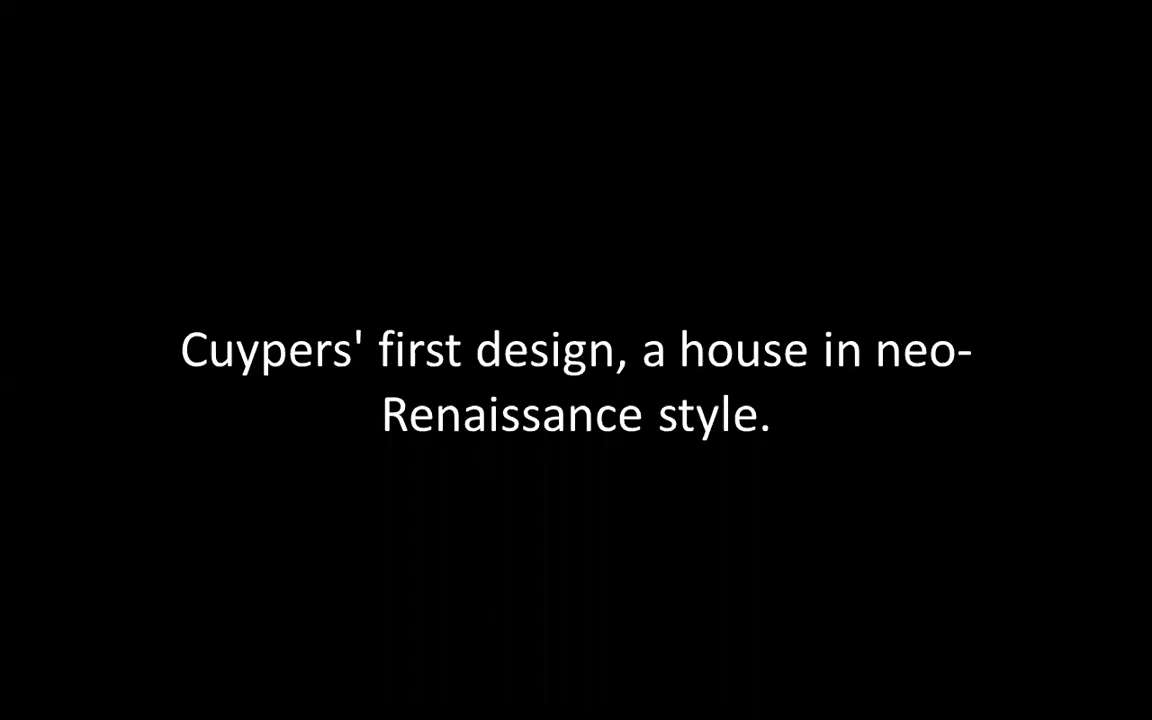 Cuypers' first design, a house in neo-
Renaissance style.